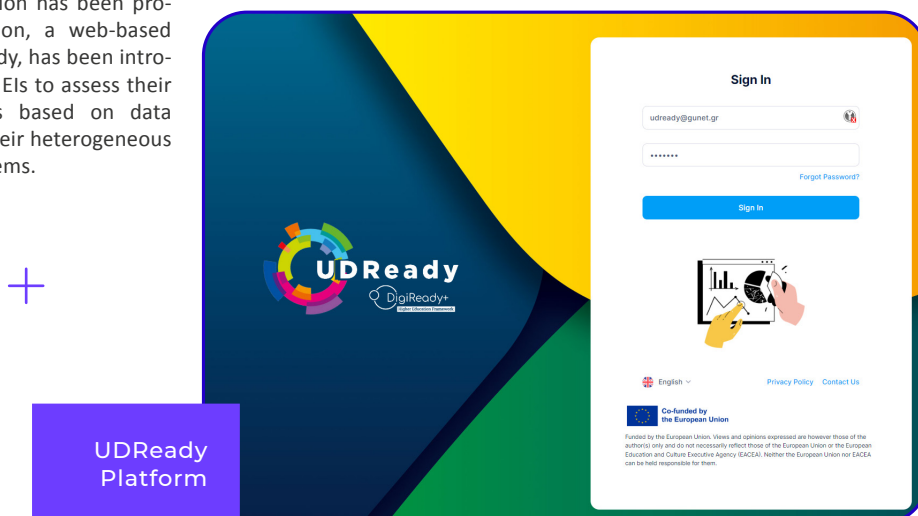 ion has been pro-
on, a web-based
dy, has been intro-
EIs to assess their
s based on data
eir heterogeneous
ems.
Sign In
udready@gunet.gr
•••••••
Forgot Password?
Sign In
UDReady
DigiReady+
Higher Education Framework
English
Privacy Policy Contact Us
Co-funded by
the European Union
Funded by the European Union. Views and opinions expressed are however those of the
author(s) only and do not necessarily reflect those of the European Union or the European
Education and Culture Executive Agency (EACEA). Neither the European Union nor EACEA
can be held responsible for them.
UDReady
Platform